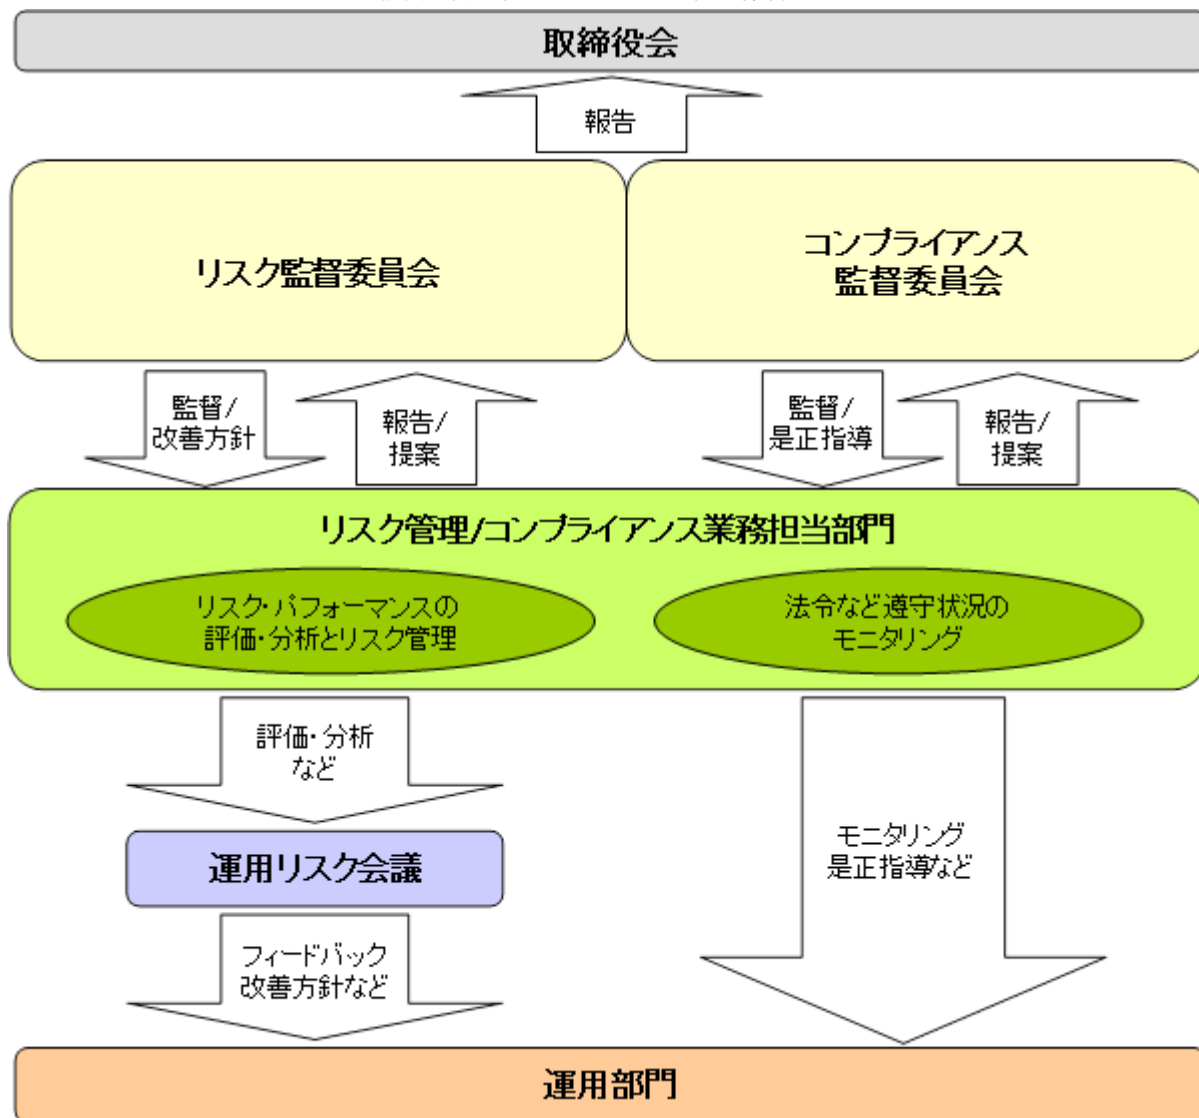 取締役会
報告
リスク監督委員会
コンプライアンス
監督委員会
監督/
改善方針
報告/
提案
監督/
是正指導
報告/
提案
リスク管理/コンプライアンス業務担当部門
リスク・パフォーマンスの
評価・分析とリスク管理
法令など遵守状況の
モニタリング
評価・分析
など
運用リスク会議
モニタリング
是正指導など
フィードバック
改善方針など
運用部門